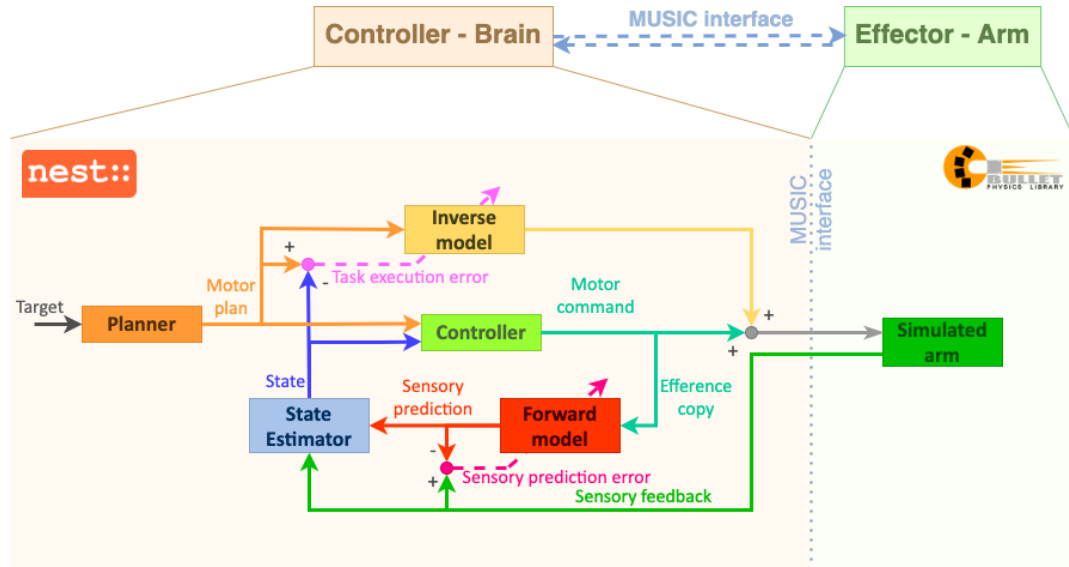 Controller - Brain
MUSIC interface
Effector - Arm
nest::
BULLET
PHYSICS LIBRARY
MUSIC
interface
Inverse
model
+
-
Task execution error
Motor
plan
Target
Planner
Controller
Motor
command
+
+
Simulated
arm
State
Sensory
prediction
Efference
copy
State
Estimator
Forward
model
-
+
Sensory prediction error
Sensory feedback